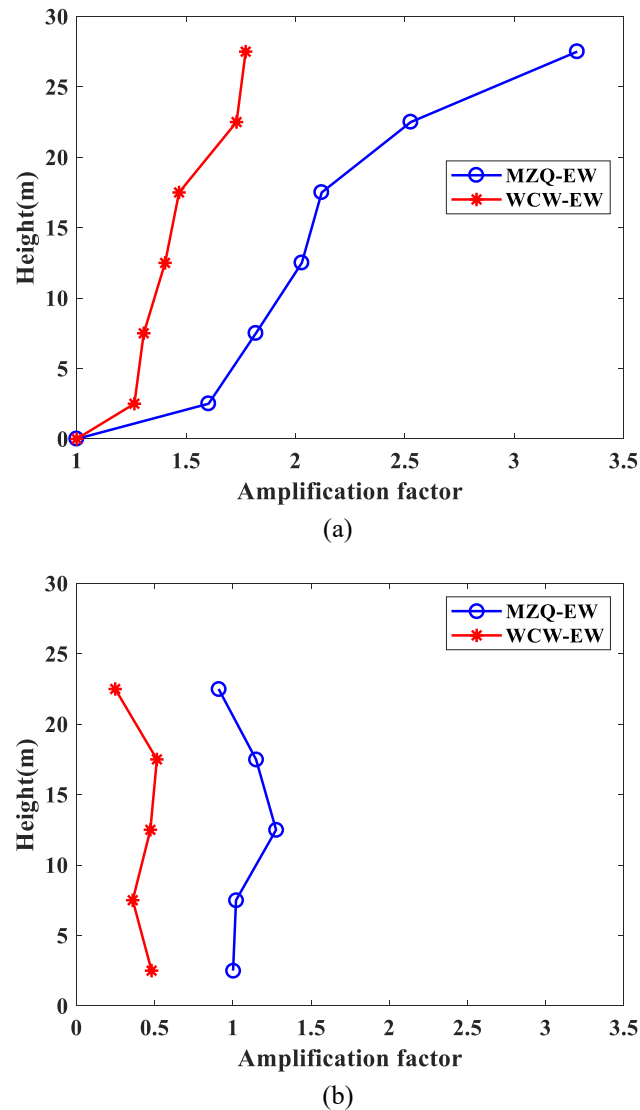 30
25
20
15
10
5
0
Height(m)
MZQ-EW
WCW-EW
1 1.5 2 2.5 3 3.5
Amplification factor
(a)
30
25
20
15
10
5
0
Height(m)
MZQ-EW
WCW-EW
0 0.5 1 1.5 2 2.5 3 3.5
Amplification factor
(b)